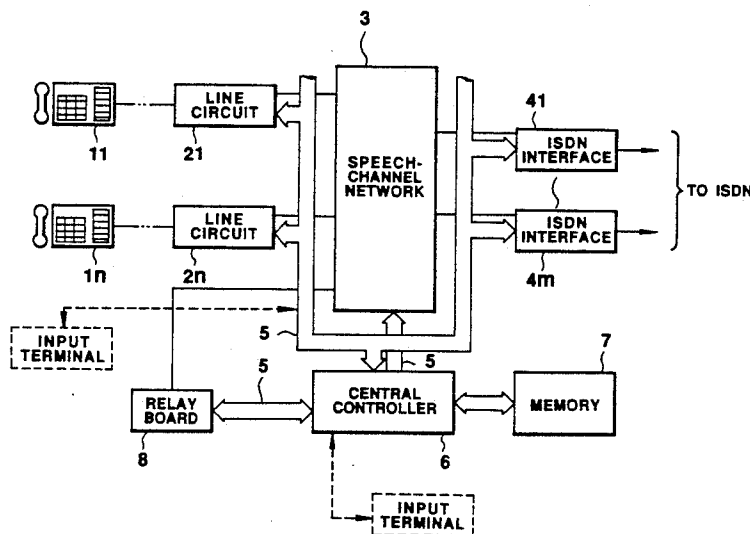 3
11
LINE
CIRCUIT
21
SPEECH-
CHANNEL
NETWORK
41
ISDN
INTERFACE
TO ISDN
1n
LINE
CIRCUIT
2n
ISDN
INTERFACE
4m
INPUT
TERMINAL
5
5
5
7
RELAY
BOARD
8
CENTRAL
CONTROLLER
6
MEMORY
INPUT
TERMINAL